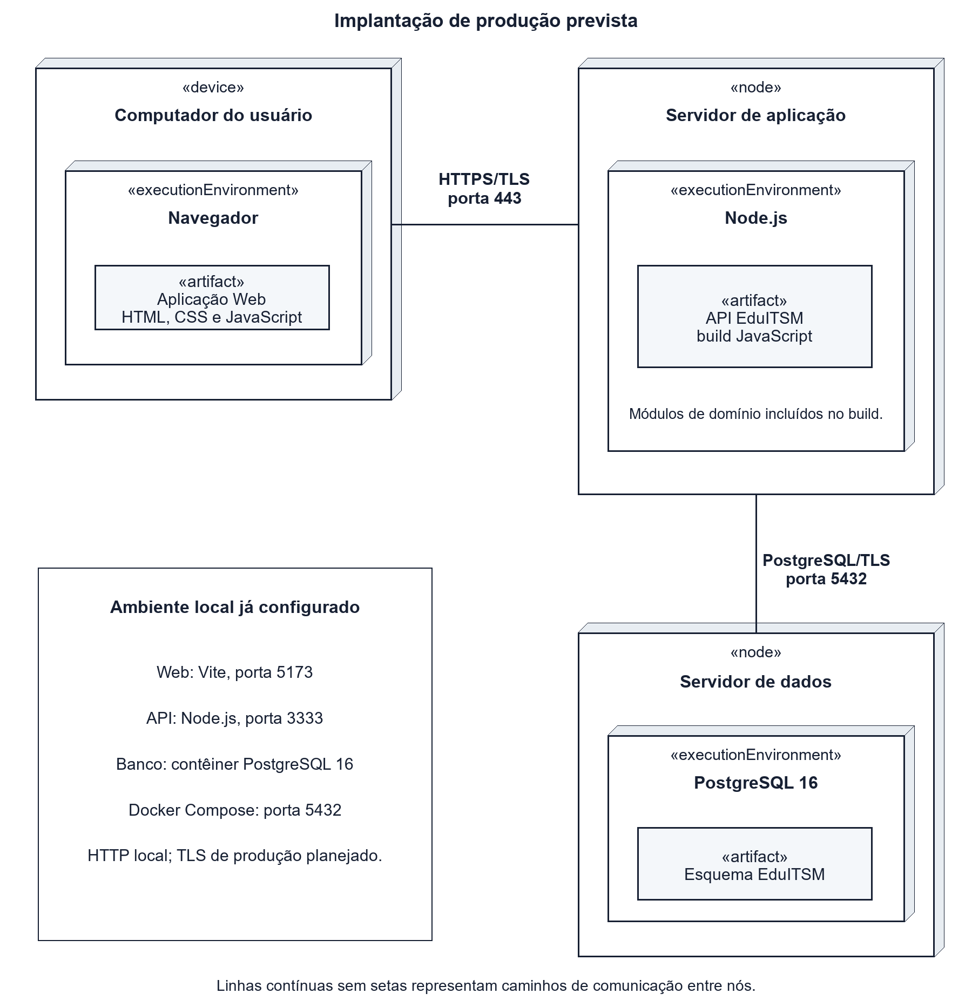 Implantação de produção prevista
«device»
Computador do usuário
«executionEnvironment»
Navegador
«artifact»
Aplicação Web
HTML, CSS e JavaScript
HTTPS/TLS
porta 443
«node»
Servidor de aplicação
«executionEnvironment»
Node.js
«artifact»
API EduITSM
build JavaScript
Módulos de domínio incluídos no build.
PostgreSQL/TLS
porta 5432
Ambiente local já configurado
Web: Vite, porta 5173
API: Node.js, porta 3333
Banco: contêiner PostgreSQL 16
Docker Compose: porta 5432
HTTP local; TLS de produção planejado.
«node»
Servidor de dados
«executionEnvironment»
PostgreSQL 16
«artifact»
Esquema EduITSM
Linhas contínuas sem setas representam caminhos de comunicação entre nós.